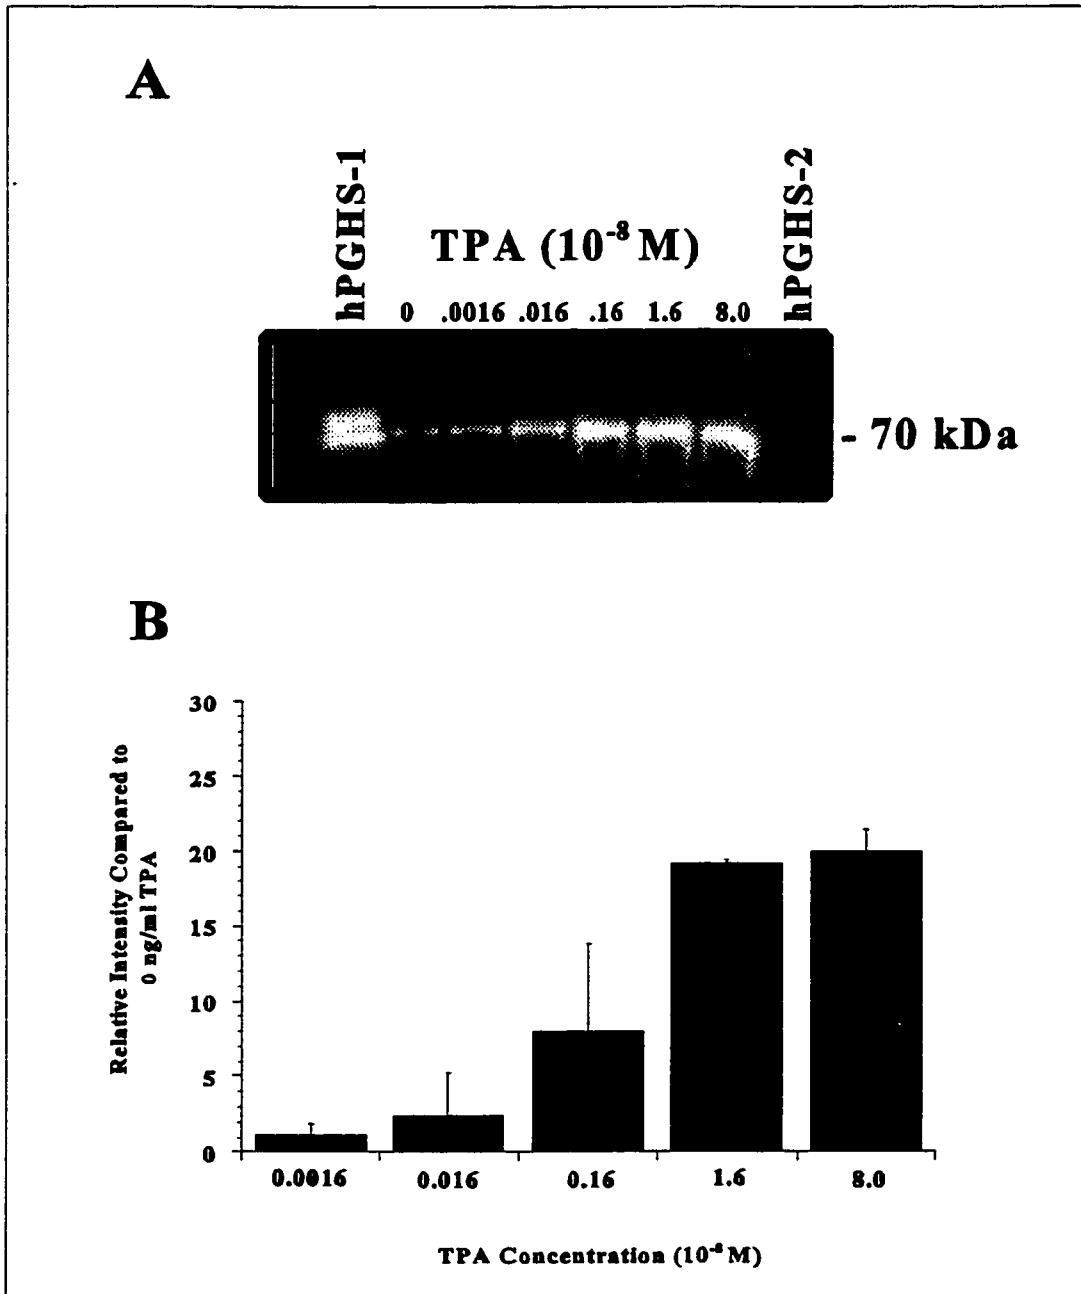 A
hPGHS-1
TPA (10⁻⁸ M)
hPGHS-2
0 .0016 .016 .16 1.6 8.0
- 70 kDa
B
Relative Intensity Compared to
0 ng/ml TPA
30
25
20
15
10
5
0
0.0016 0.016 0.16 1.6 8.0
TPA Concentration (10⁻⁸ M)